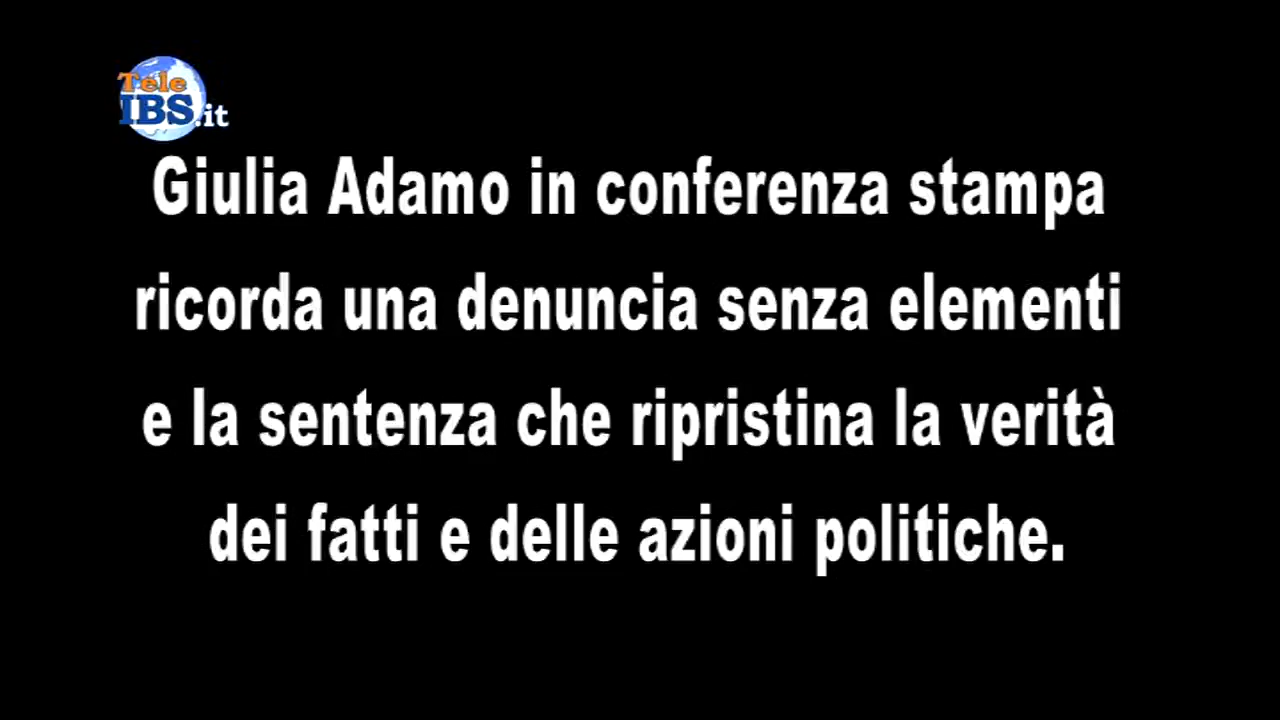 Tele
IBS.it
Giulia Adamo in conferenza stampa
ricorda una denuncia senza elementi
e la sentenza che ripristina la verità
dei fatti e delle azioni politiche.